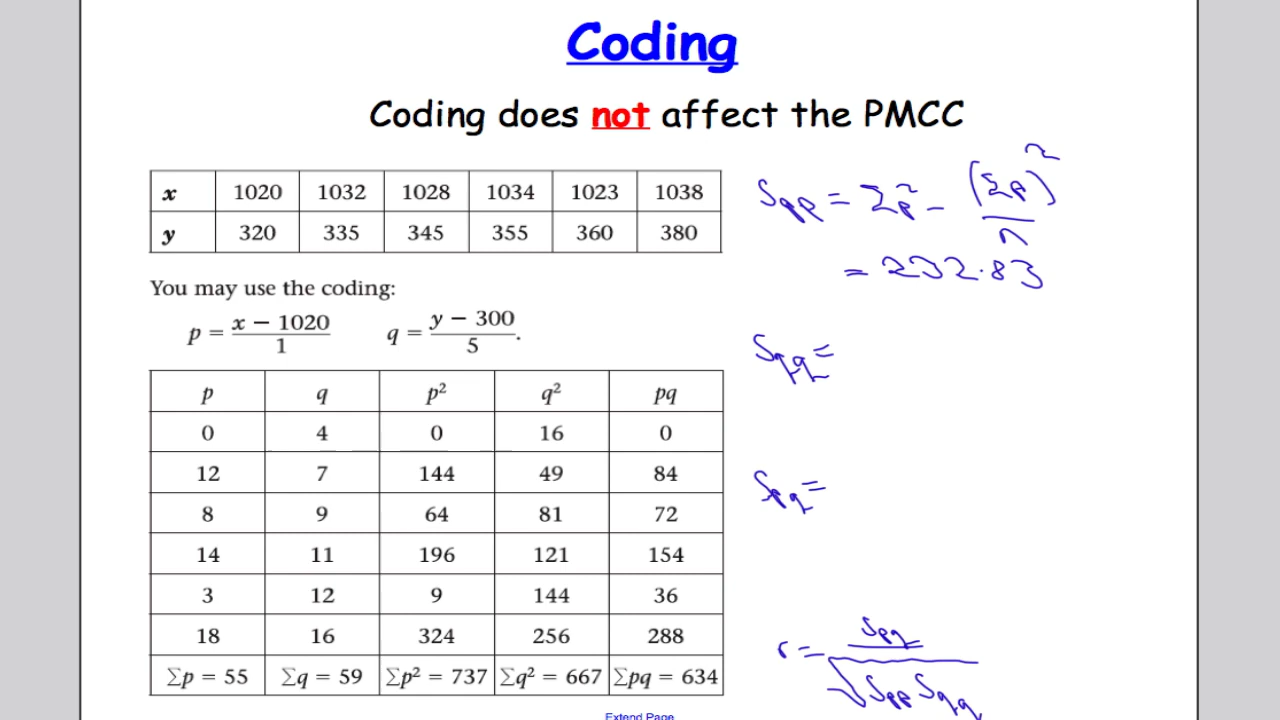 Coding
Coding does not affect the PMCC
x 1020 1032 1028 1034 1023 1038
y 320 335 345 355 360 380
You may use the coding:
p = (x − 1020)/1 q = (y − 300)/5.
p q p² q² pq
0 4 0 16 0
12 7 144 49 84
8 9 64 81 72
14 11 196 121 154
3 12 9 144 36
18 16 324 256 288
∑p = 55 ∑q = 59 ∑p² = 737 ∑q² = 667 ∑pq = 634
Spp = Σp² − (Σp)²/n
= 232.83
Sqq =
Spq =
r = Spq/√(Spp Sqq)
Extend Page